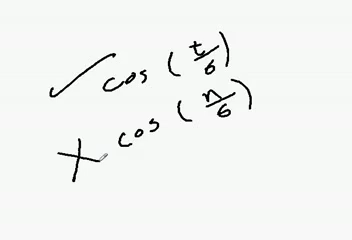 ✓ cos (t/6)
✗ cos (n/6)